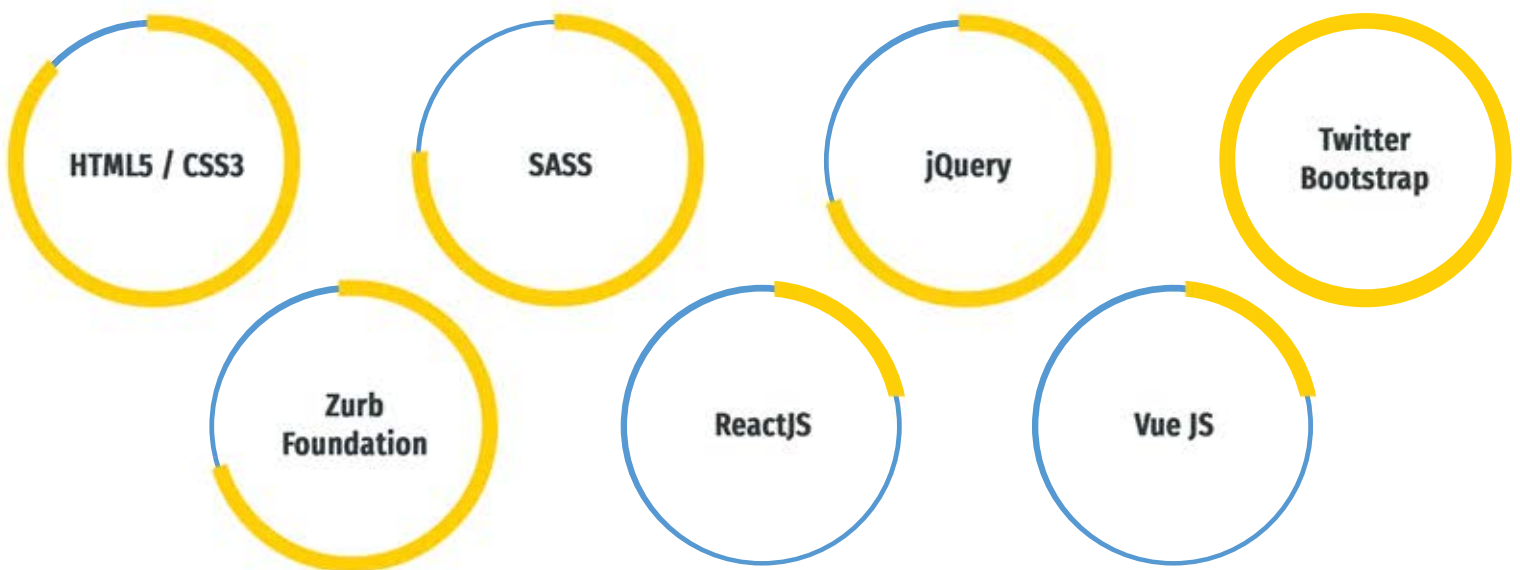 HTML5 / CSS3
SASS
jQuery
Twitter
Bootstrap
Zurb
Foundation
ReactJS
Vue JS